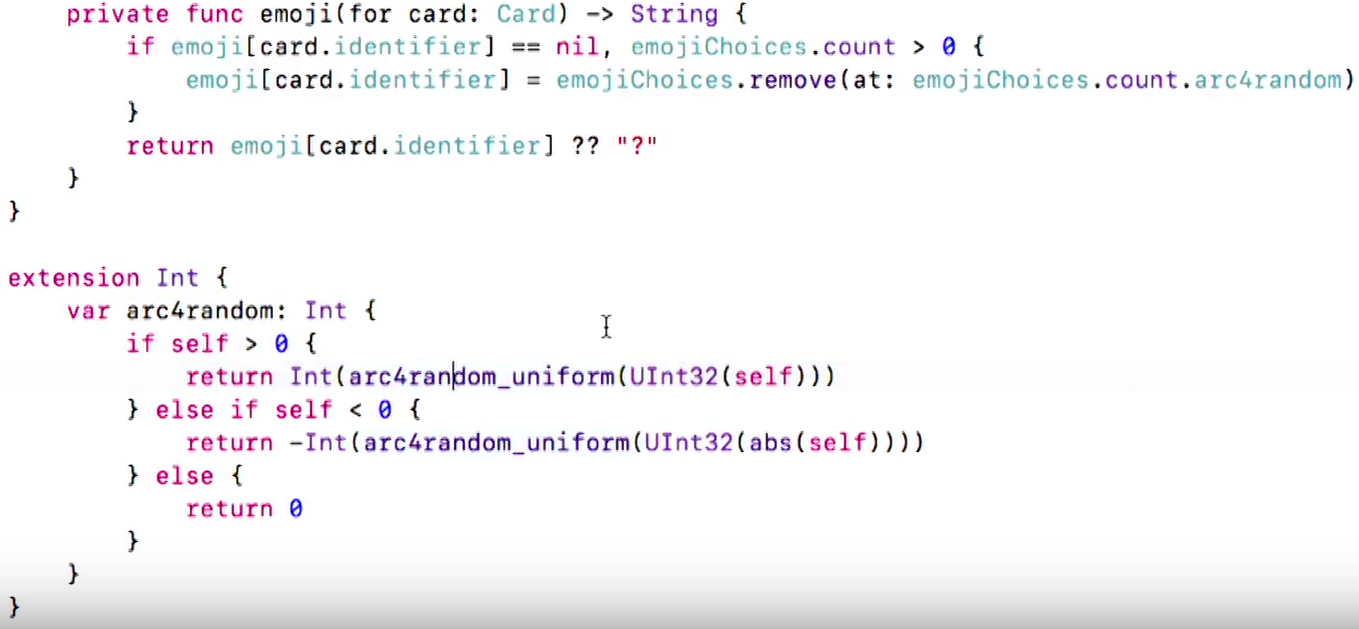 private func emoji(for card: Card) -> String {
if emoji[card.identifier] == nil, emojiChoices.count > 0 {
emoji[card.identifier] = emojiChoices.remove(at: emojiChoices.count.arc4random)
}
return emoji[card.identifier] ?? "?"
}
}
extension Int {
var arc4random: Int {
if self > 0 {
return Int(arc4random_uniform(UInt32(self)))
} else if self < 0 {
return -Int(arc4random_uniform(UInt32(abs(self))))
} else {
return 0
}
}
}